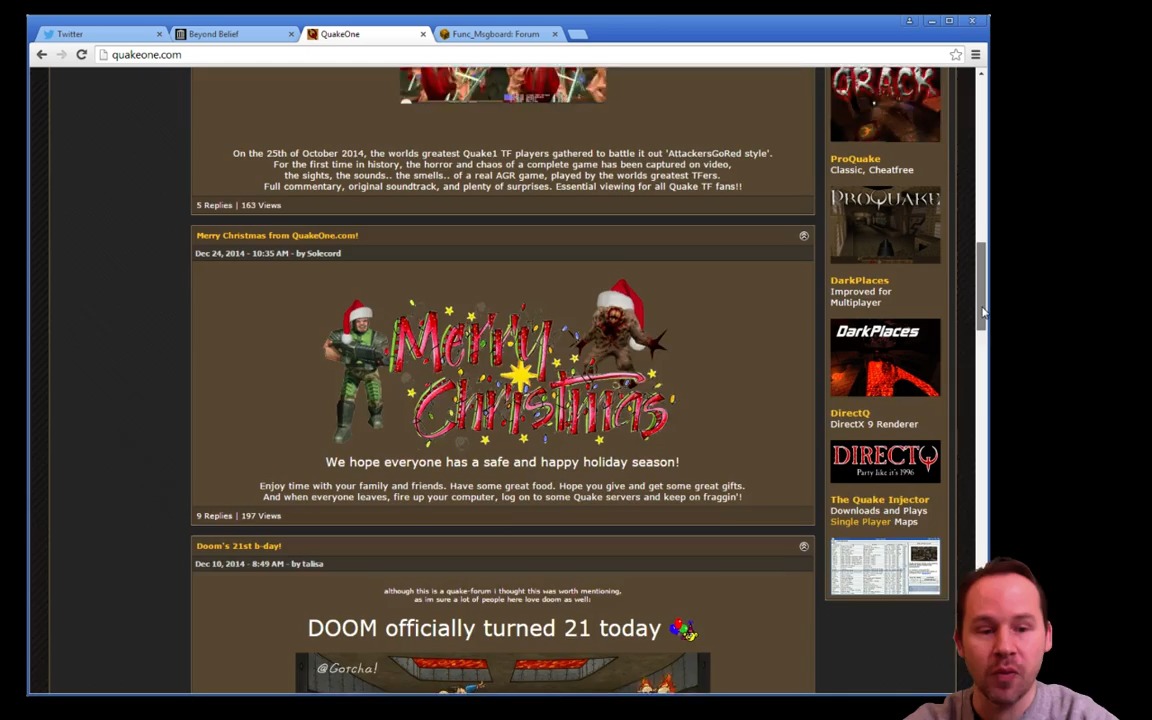 Twitter
Beyond Belief
QuakeOne
Func_Msgboard: Forum
quakeone.com
On the 25th of October 2014, the worlds greatest Quake1 TF players gathered to battle it out 'AttackersGoRed style'.
For the first time in history, the horror and chaos of a complete game has been captured on video,
the sights, the sounds.. the smells.. of a real AGR game, played by the worlds greatest TFers.
Full commentary, original soundtrack, and plenty of surprises. Essential viewing for all Quake TF fans!!
5 Replies | 163 Views
Merry Christmas from QuakeOne.com!
Dec 24, 2014 - 10:35 AM - by Solecord
Merry
Christmas
We hope everyone has a safe and happy holiday season!
Enjoy time with your family and friends. Have some great food. Hope you give and get some great gifts.
And when everyone leaves, fire up your computer, log on to some Quake servers and keep on fraggin'!
9 Replies | 197 Views
Doom's 21st b-day!
Dec 10, 2014 - 8:49 AM - by talisa
although this is a quake-forum i thought this was worth mentioning,
as im sure a lot of people here love doom as well:
DOOM officially turned 21 today
@Gorcha!
QRACK
ProQuake
Classic, Cheatfree
PROQUAKE
DarkPlaces
Improved for
Multiplayer
DarkPlaces
DirectQ
DirectX 9 Renderer
DIRECTQ
Party like it's 1996
The Quake Injector
Downloads and Plays
Single Player Maps